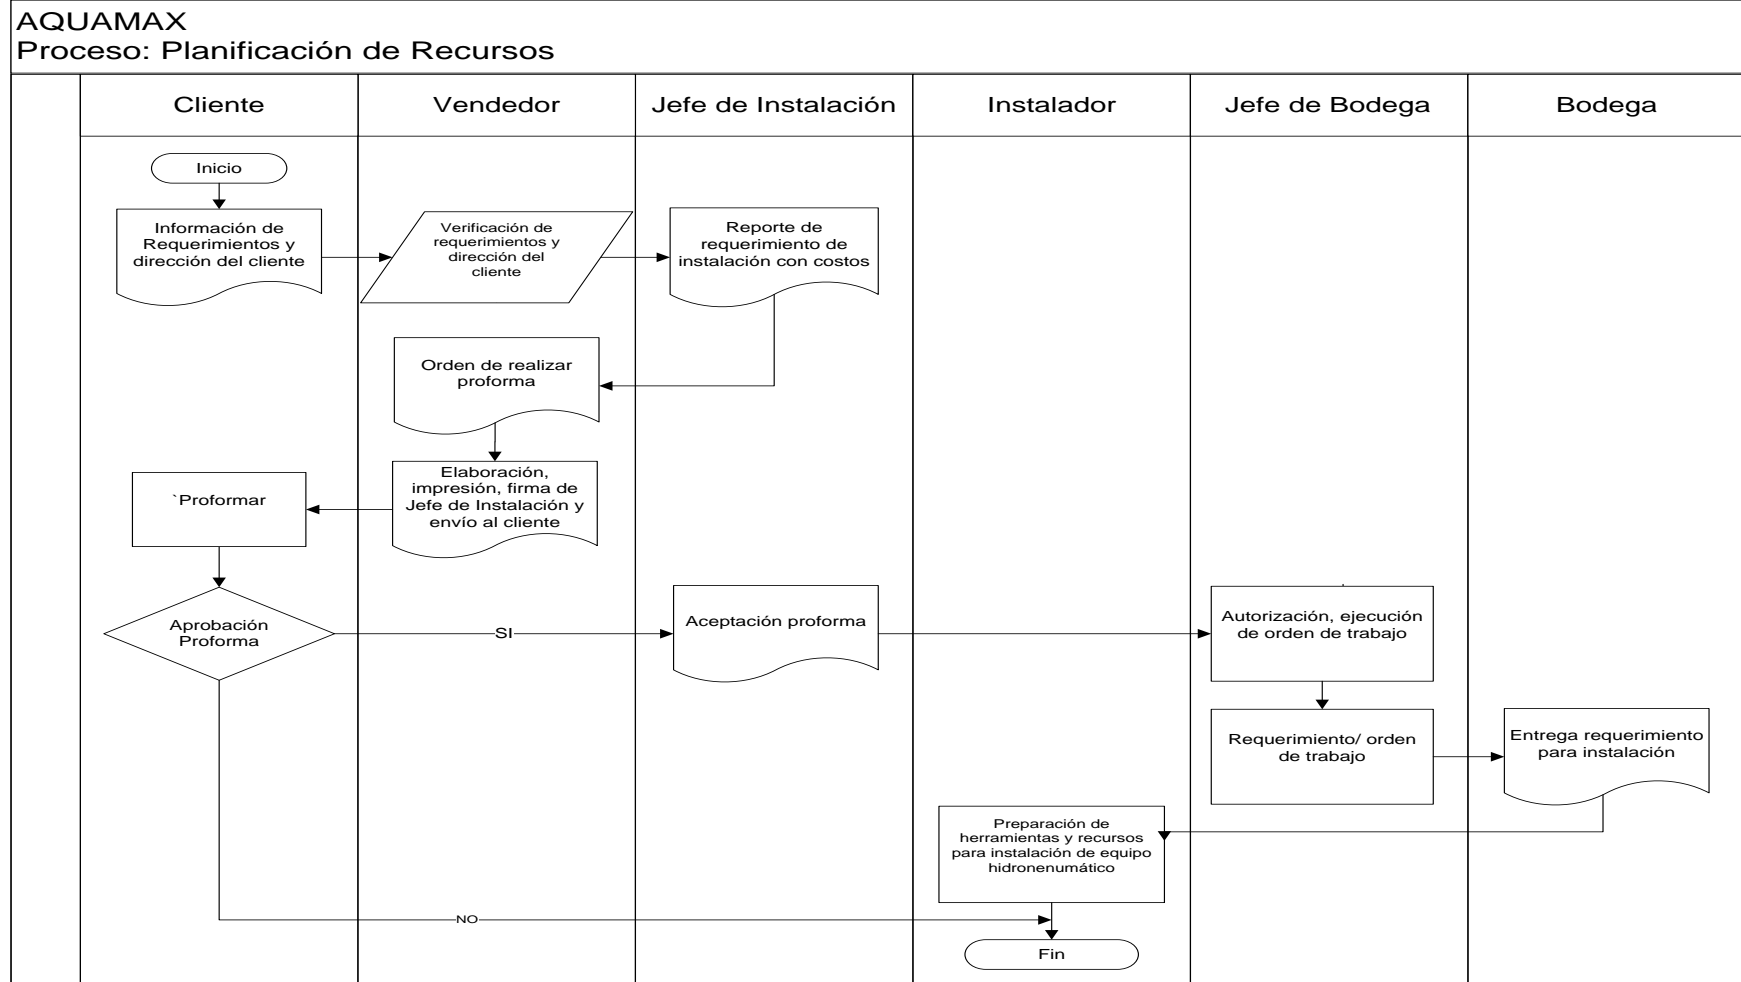 AQUAMAX
Proceso: Planificación de Recursos
Cliente
Vendedor
Jefe de Instalación
Instalador
Jefe de Bodega
Bodega
Inicio
Información de
Requerimientos y
dirección del cliente
Verificación de
requerimientos y
dirección del
cliente
Reporte de
requerimiento de
instalación con costos
Orden de realizar
proforma
Elaboración,
impresión, firma de
Jefe de Instalación y
envío al cliente
`Proformar
Aprobación
Proforma
SI
Aceptación proforma
Autorización, ejecución
de orden de trabajo
Requerimiento/ orden
de trabajo
Entrega requerimiento
para instalación
Preparación de
herramientas y recursos
para instalación de equipo
hidronenumático
NO
Fin